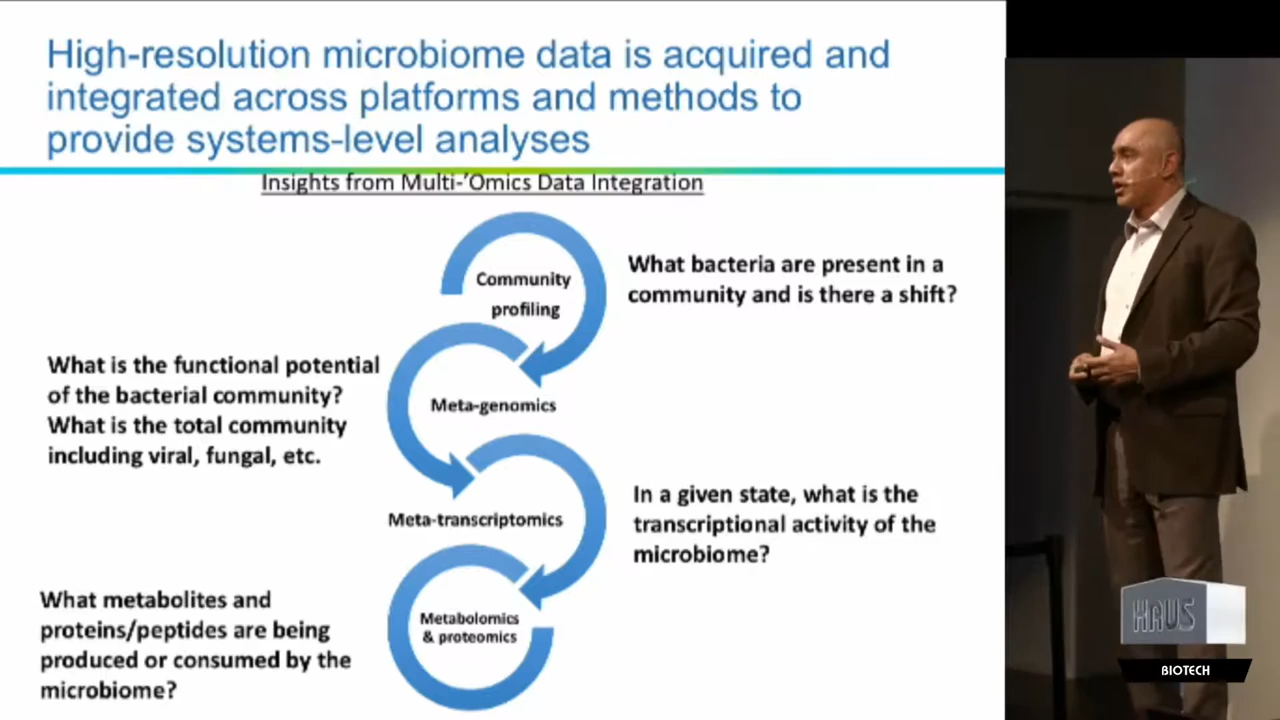 High-resolution microbiome data is acquired and
integrated across platforms and methods to
provide systems-level analyses
Insights from Multi-’Omics Data Integration
Community
profiling
What bacteria are present in a
community and is there a shift?
What is the functional potential
of the bacterial community?
What is the total community
including viral, fungal, etc.
Meta-genomics
In a given state, what is the
transcriptional activity of the
microbiome?
Meta-transcriptomics
What metabolites and
proteins/peptides are being
produced or consumed by the
microbiome?
Metabolomics
& proteomics
HAUS
BIOTECH